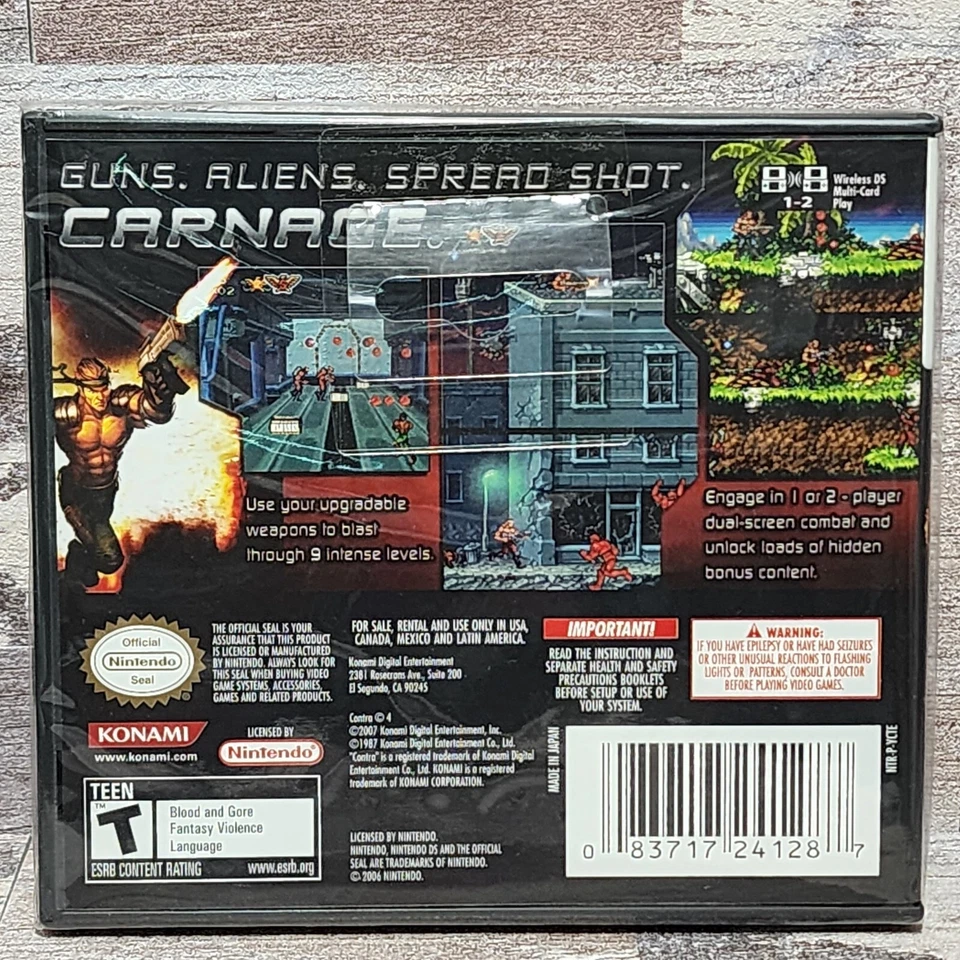 GUNS. ALIENS. SPREAD SHOT.
CARNAGE.
Wireless DS
Multi-Card
Play
1-2
Use your upgradable
weapons to blast
through 9 intense levels.
Engage in 1 or 2 - player
dual-screen combat and
unlock loads of hidden
bonus content.
Official
Nintendo
Seal
THE OFFICIAL SEAL IS YOUR
ASSURANCE THAT THIS PRODUCT
IS LICENSED OR MANUFACTURED
BY NINTENDO. ALWAYS LOOK FOR
THIS SEAL WHEN BUYING VIDEO
GAME SYSTEMS, ACCESSORIES,
GAMES AND RELATED PRODUCTS.
FOR SALE, RENTAL AND USE ONLY IN USA,
CANADA, MEXICO AND LATIN AMERICA.
Konami Digital Entertainment
2381 Rosecrans Ave., Suite 200
El Segundo, CA 90245
IMPORTANT!
READ THE INSTRUCTION AND
SEPARATE HEALTH AND SAFETY
PRECAUTIONS BOOKLETS
BEFORE SETUP OR USE OF
YOUR SYSTEM.
WARNING:
IF YOU HAVE EPILEPSY OR HAVE HAD SEIZURES
OR OTHER UNUSUAL REACTIONS TO FLASHING
LIGHTS OR PATTERNS, CONSULT A DOCTOR
BEFORE PLAYING VIDEO GAMES.
KONAMI
www.konami.com
LICENSED BY
Nintendo®
Contra © 4
©2007 Konami Digital Entertainment, Inc.
©1987 Konami Digital Entertainment Co., Ltd.
"Contra" is a registered trademark of Konami Digital
Entertainment Co., Ltd. KONAMI is a registered
trademark of KONAMI CORPORATION.
MADE IN JAPAN
NTR-P-YCTE
TEEN
T
TM
Blood and Gore
Fantasy Violence
Language
ESRB CONTENT RATING
www.esrb.org
LICENSED BY NINTENDO.
NINTENDO, NINTENDO DS AND THE OFFICIAL
SEAL ARE TRADEMARKS OF NINTENDO.
© 2006 NINTENDO.
0 83717 24128 7